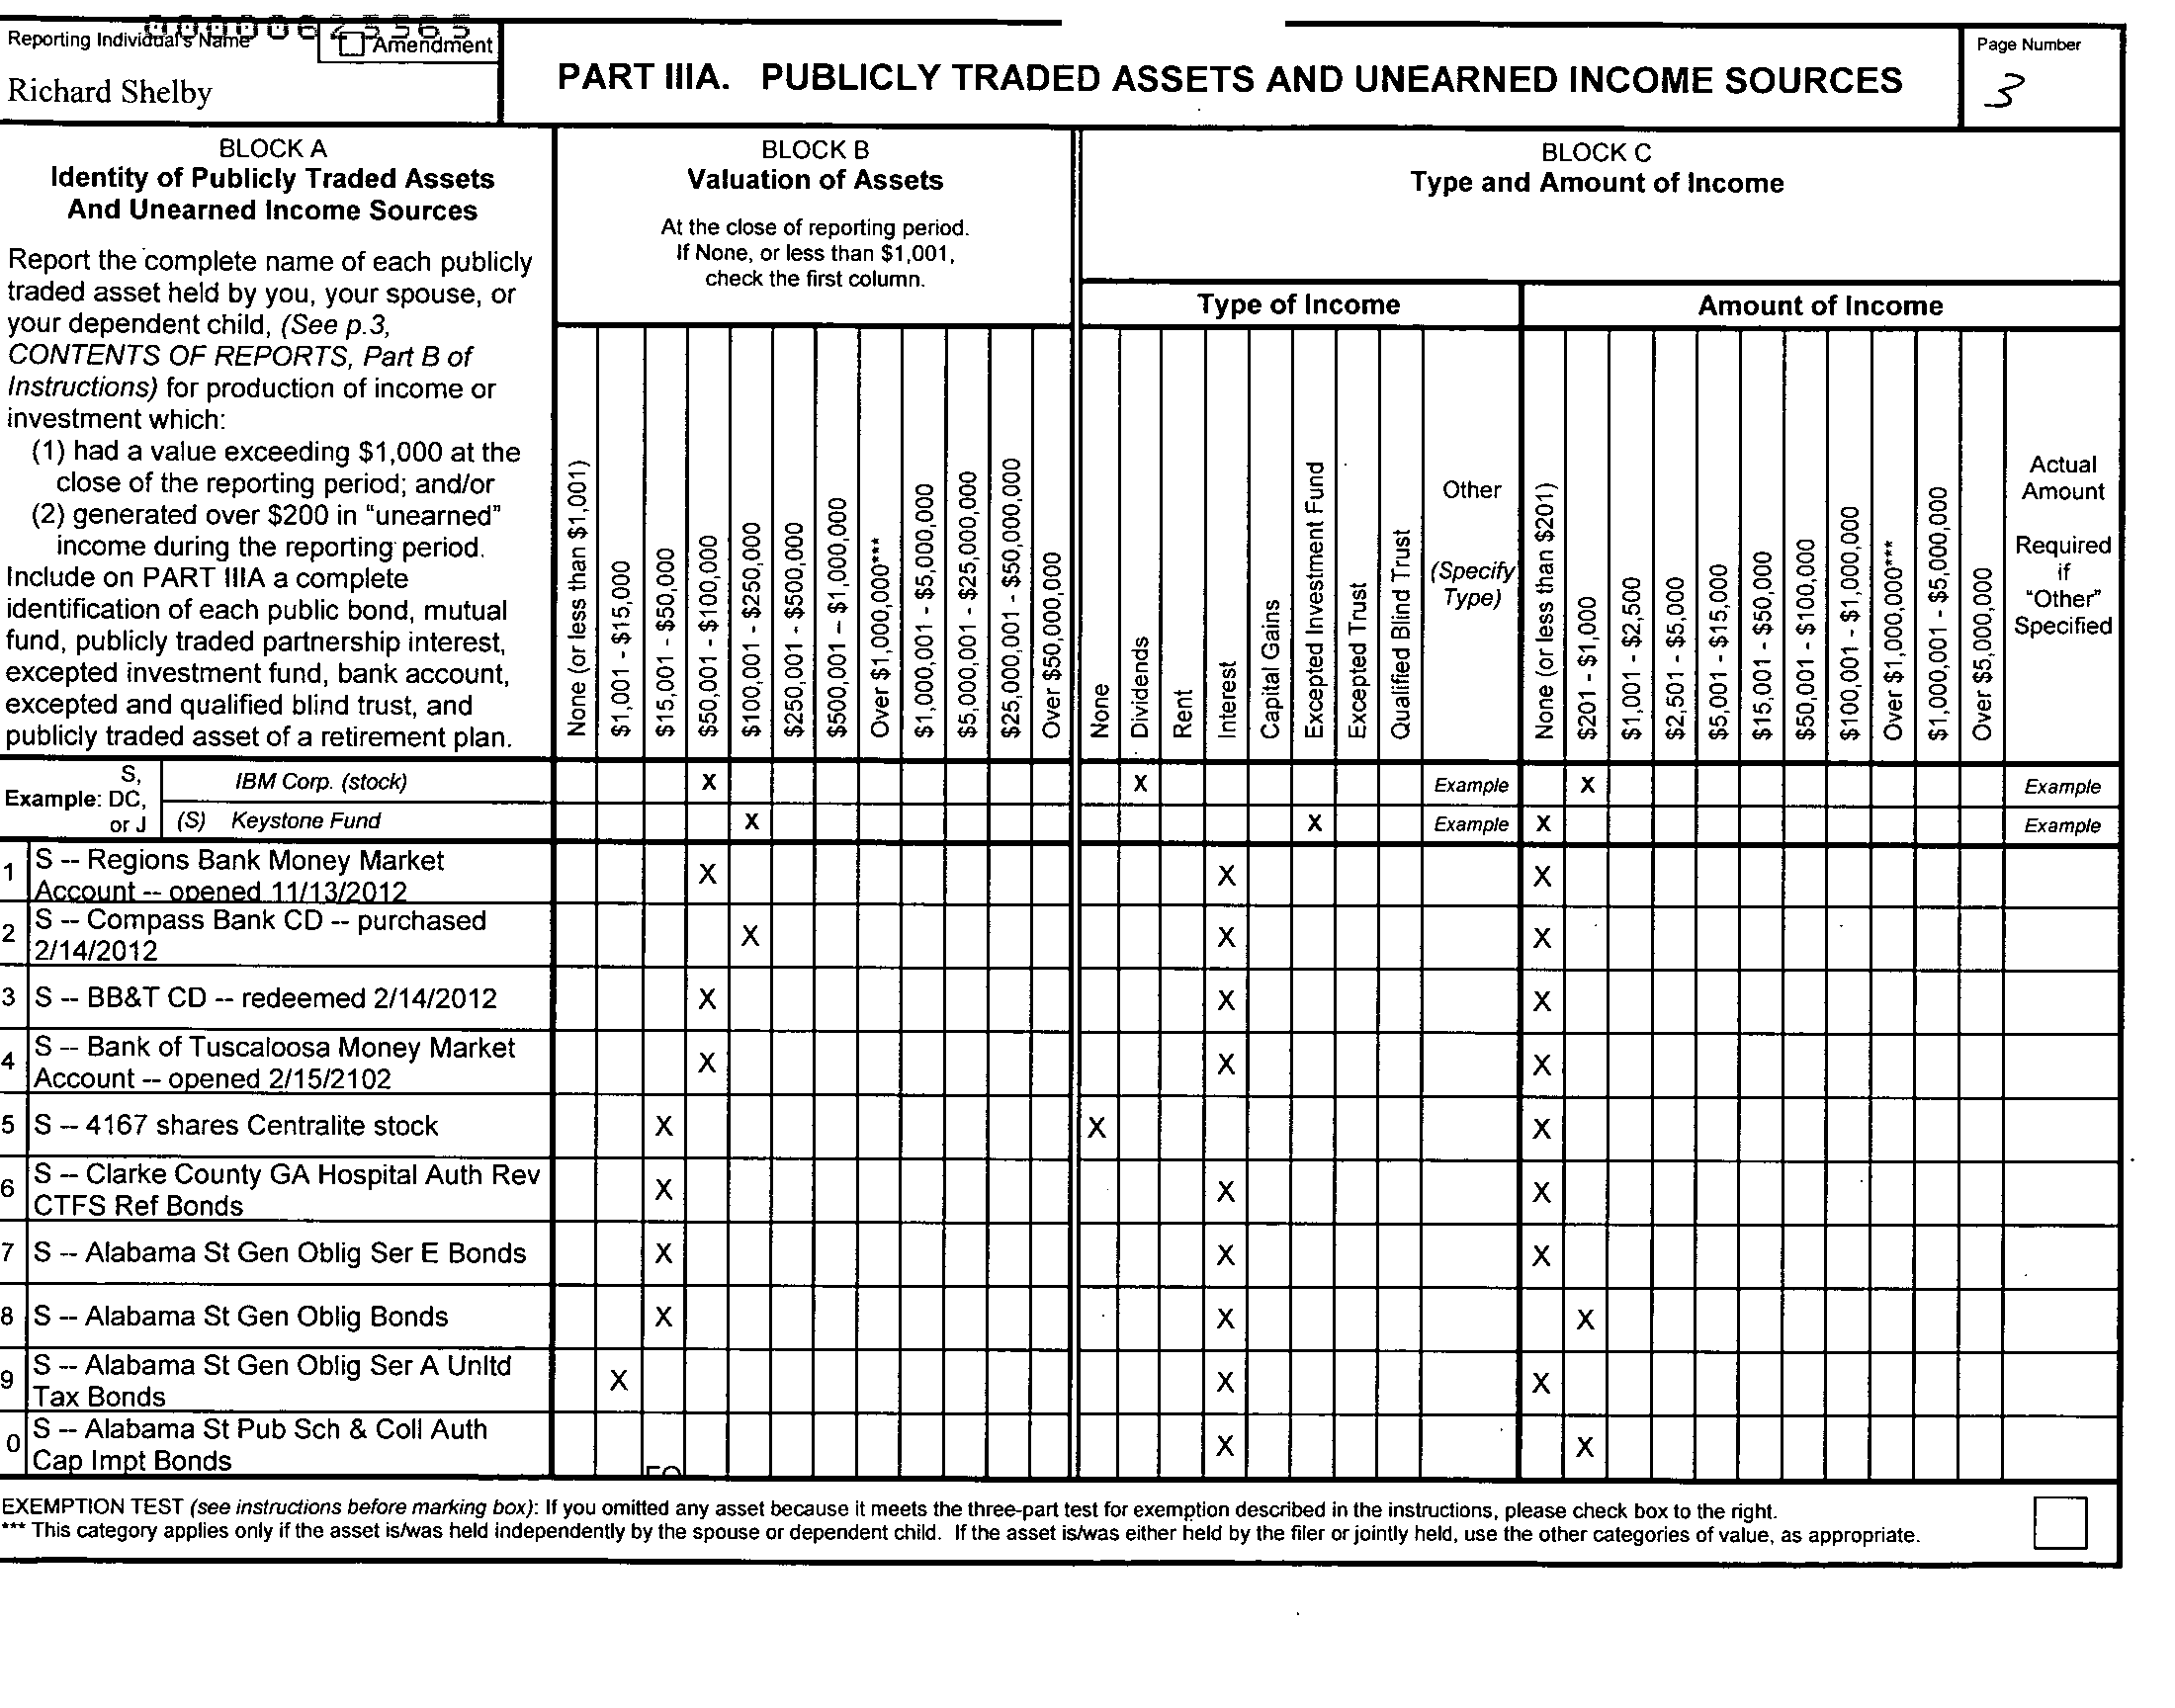 00000625565
Reporting Individual's Name
Amendment
Richard Shelby
PART IIIA. PUBLICLY TRADED ASSETS AND UNEARNED INCOME SOURCES
Page Number
3
BLOCK A
Identity of Publicly Traded Assets
And Unearned Income Sources
Report the complete name of each publicly
traded asset held by you, your spouse, or
your dependent child, (See p.3,
CONTENTS OF REPORTS, Part B of
Instructions) for production of income or
investment which:
(1) had a value exceeding $1,000 at the
close of the reporting period; and/or
(2) generated over $200 in "unearned"
income during the reporting period.
Include on PART IIIA a complete
identification of each public bond, mutual
fund, publicly traded partnership interest,
excepted investment fund, bank account,
excepted and qualified blind trust, and
publicly traded asset of a retirement plan.
BLOCK B
Valuation of Assets
At the close of reporting period.
If None, or less than $1,001,
check the first column.
None (or less than $1,001)
$1,001 - $15,000
$15,001 - $50,000
$50,001 - $100,000
$100,001 - $250,000
$250,001 - $500,000
$500,001 – $1,000,000
Over $1,000,000***
$1,000,001 - $5,000,000
$5,000,001 - $25,000,000
$25,000,001 - $50,000,000
Over $50,000,000
BLOCK C
Type and Amount of Income
Type of Income
None
Dividends
Rent
Interest
Capital Gains
Excepted Investment Fund
Excepted Trust
Qualified Blind Trust
Other
(Specify
Type)
Amount of Income
None (or less than $201)
$201 - $1,000
$1,001 - $2,500
$2,501 - $5,000
$5,001 - $15,000
$15,001 - $50,000
$50,001 - $100,000
$100,001 - $1,000,000
Over $1,000,000***
$1,000,001 - $5,000,000
Over $5,000,000
Actual
Amount
Required
if
"Other"
Specified
Example: S, DC, or J
IBM Corp. (stock) X X Example X Example
(S) Keystone Fund X X Example X Example
1 S -- Regions Bank Money Market
Account -- opened 11/13/2012 X X X
2 S -- Compass Bank CD -- purchased
2/14/2012 X X X
3 S -- BB&T CD -- redeemed 2/14/2012 X X X
4 S -- Bank of Tuscaloosa Money Market
Account -- opened 2/15/2102 X X X
5 S -- 4167 shares Centralite stock X X X
6 S -- Clarke County GA Hospital Auth Rev
CTFS Ref Bonds X X X
7 S -- Alabama St Gen Oblig Ser E Bonds X X X
8 S -- Alabama St Gen Oblig Bonds X X X
9 S -- Alabama St Gen Oblig Ser A Unltd
Tax Bonds X X X
0 S -- Alabama St Pub Sch & Coll Auth
Cap Impt Bonds X X
EXEMPTION TEST (see instructions before marking box): If you omitted any asset because it meets the three-part test for exemption described in the instructions, please check box to the right.
*** This category applies only if the asset is/was held independently by the spouse or dependent child. If the asset is/was either held by the filer or jointly held, use the other categories of value, as appropriate.